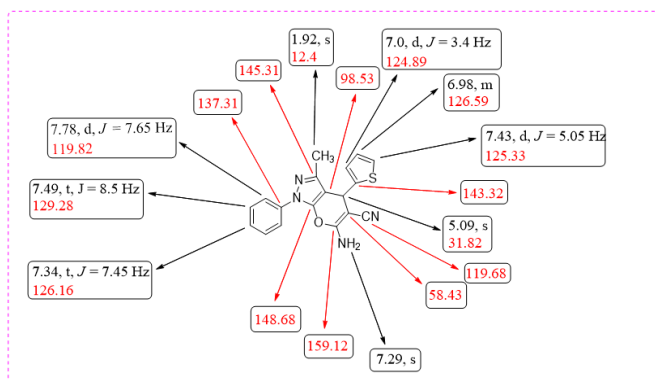 1.92, s
12.4
7.0, d, J = 3.4 Hz
124.89
145.31
98.53
6.98, m
126.59
137.31
7.78, d, J = 7.65 Hz
119.82
7.43, d, J = 5.05 Hz
125.33
CH3
7.49, t, J = 8.5 Hz
129.28
N
S
143.32
N
O
CN
NH2
5.09, s
31.82
7.34, t, J = 7.45 Hz
126.16
119.68
58.43
148.68
159.12
7.29, s